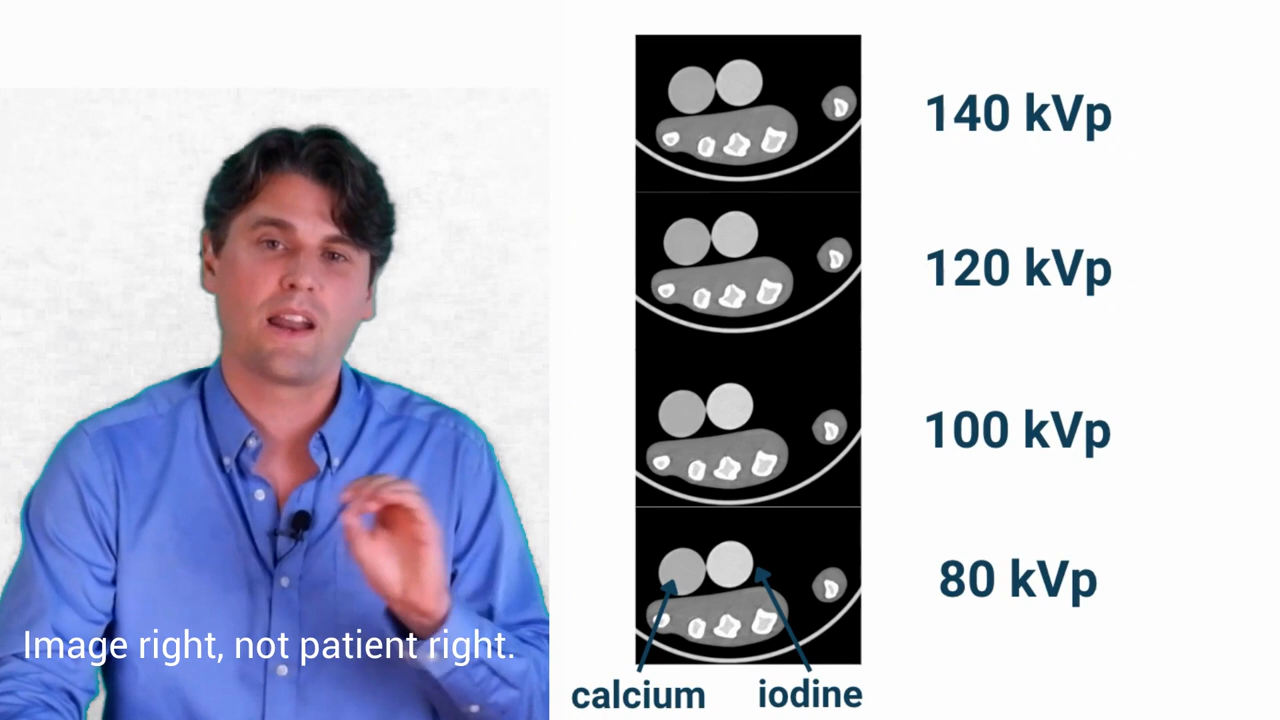 140 kVp
120 kVp
100 kVp
80 kVp
calcium
iodine
Image right, not patient right.